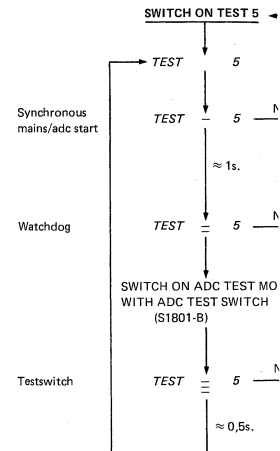 SWITCH ON TEST 5
TEST 5
Synchronous
mains/adc start
TEST – 5 N
≈ 1s.
Watchdog
TEST = 5 N
SWITCH ON ADC TEST MO
WITH ADC TEST SWITCH
(S1801-B)
Testswitch
TEST ≡ 5 N
≈ 0,5s.